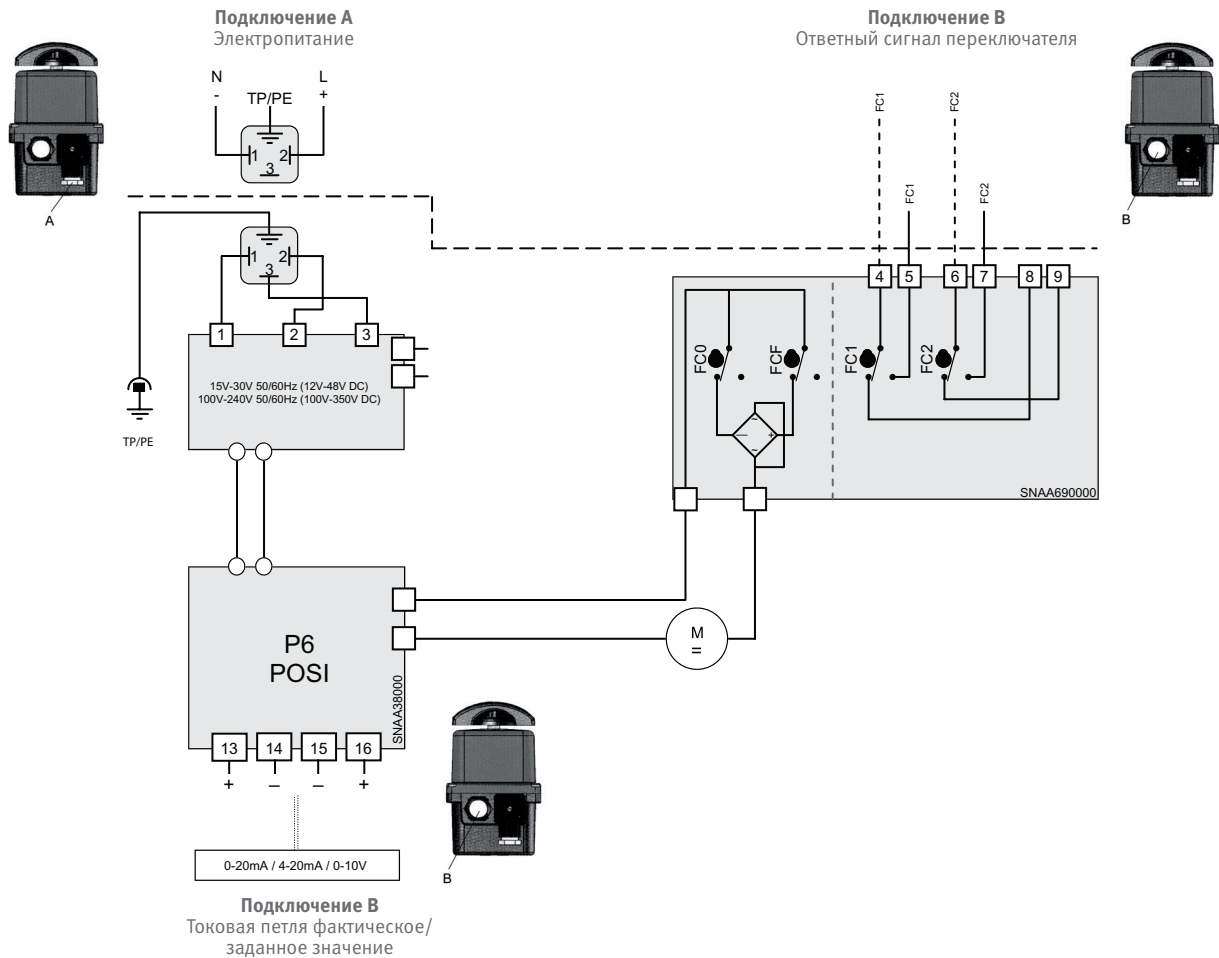 Подключение A
Электропитание
Подключение B
Ответный сигнал переключателя
N
-
TP/PE
L
+
1
2
3
A
FC1
FC2
FC1
FC2
B
1
2
3
4
5
6
7
8
9
1
2
3
15V-30V 50/60Hz (12V-48V DC)
100V-240V 50/60Hz (100V-350V DC)
TP/PE
FC0
FCF
FC1
FC2
~
—
+
~
SNAA690000
P6
POSI
SNAA38000
M
=
13
14
15
16
+
–
–
+
0-20mA / 4-20mA / 0-10V
B
Подключение B
Токовая петля фактическое/
заданное значение